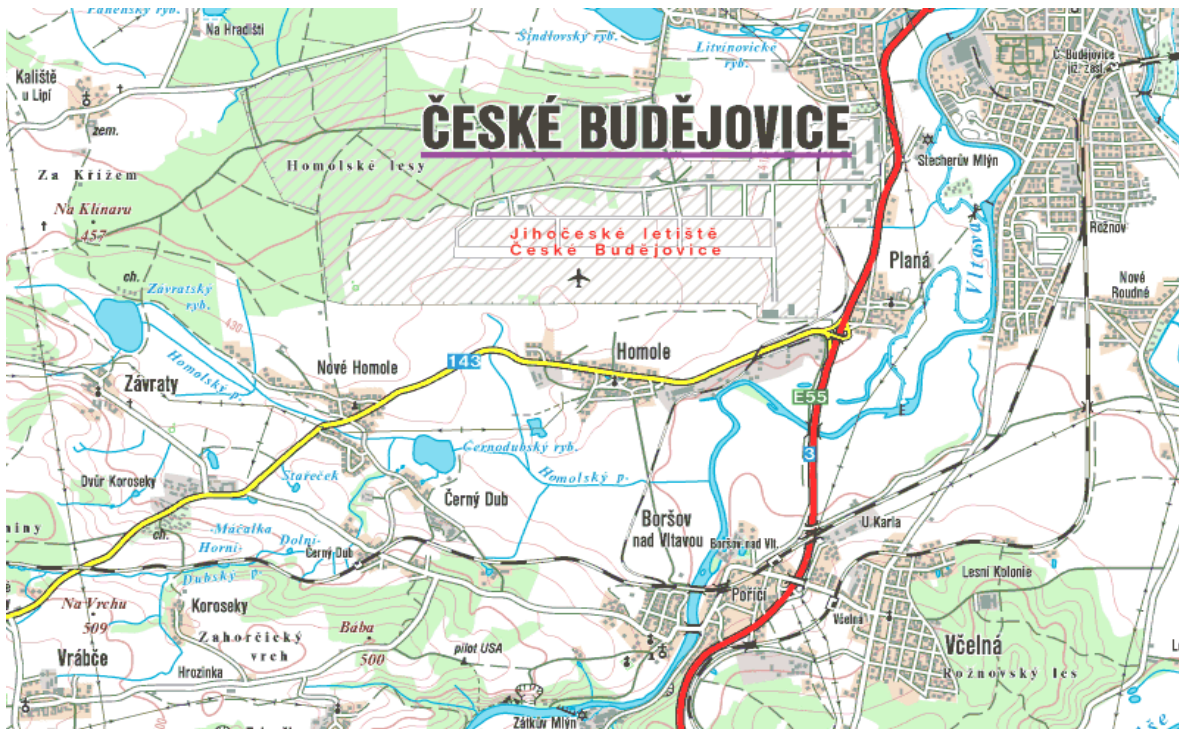 Na Hradišti
Šindlovský ryb.
Litvinovické
ryb.
Č. Budějovice
již. zast.
Kaliště
u Lipí
zem.
ČESKÉ BUDĚJOVICE
Homolské lesy
Stecherův Mlýn
Za Křížem
Na Klínaru
457
Jihočeské letiště
České Budějovice
Vltava
Rožnov
Planá
ch.
Nové
Roudné
Závratský
ryb.
430
Homolský p.
143
Homole
Nové Homole
Závraty
E55
3
Černodubský ryb.
Homolský p.
Stařeček
Dvůr Koroseky
Černý Dub
Boršov
nad Vltavou
U Karla
ch.
Máčalka
Dolní
Horní
Černý Dub
Boršov. nad Vlt.
Dubský p.
Lesní Kolonie
Poříčí
Na Vrchu
509
Koroseky
Včelná
Včelná
Zahorčický
vrch
Bába
500
pilot USA
Vrábče
Hrozinka
Rožnovský les
Zátkův Mlýn